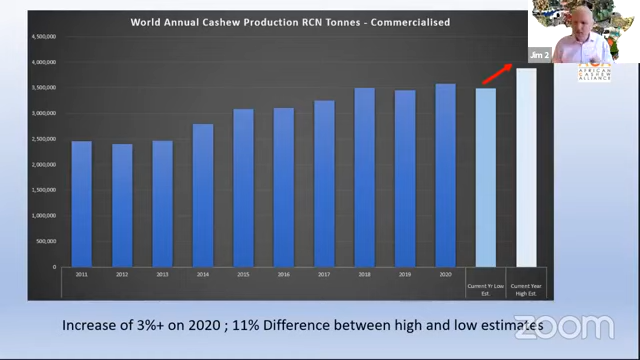 World Annual Cashew Production RCN Tonnes - Commercialised
Jim 2
AFRICAN
CASHEW
ALLIANCE
4,500,000
4,000,000
3,500,000
3,000,000
2,500,000
2,000,000
1,500,000
1,000,000
500,000
0
2011 2012 2013 2014 2015 2016 2017 2018 2019 2020
Current Yr Low Est.
Current Year High Est.
Increase of 3%+ on 2020 ; 11% Difference between high and low estimates
zoom